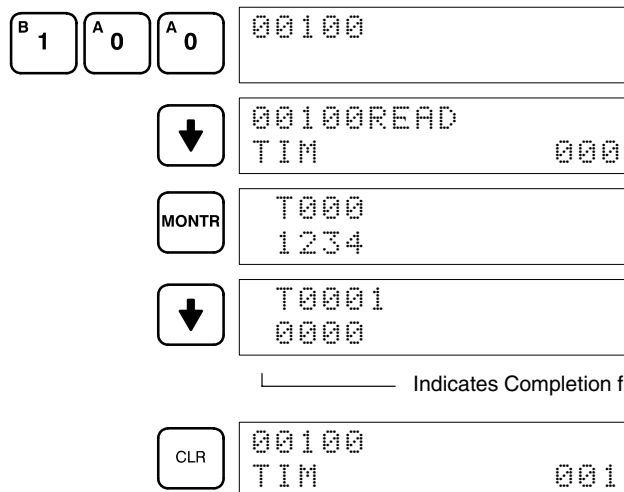 B 1 A 0 A 0 00100
00100READ
TIM 000
MONTR T000
1234
T0001
0000
Indicates Completion f
CLR 00100
TIM 001